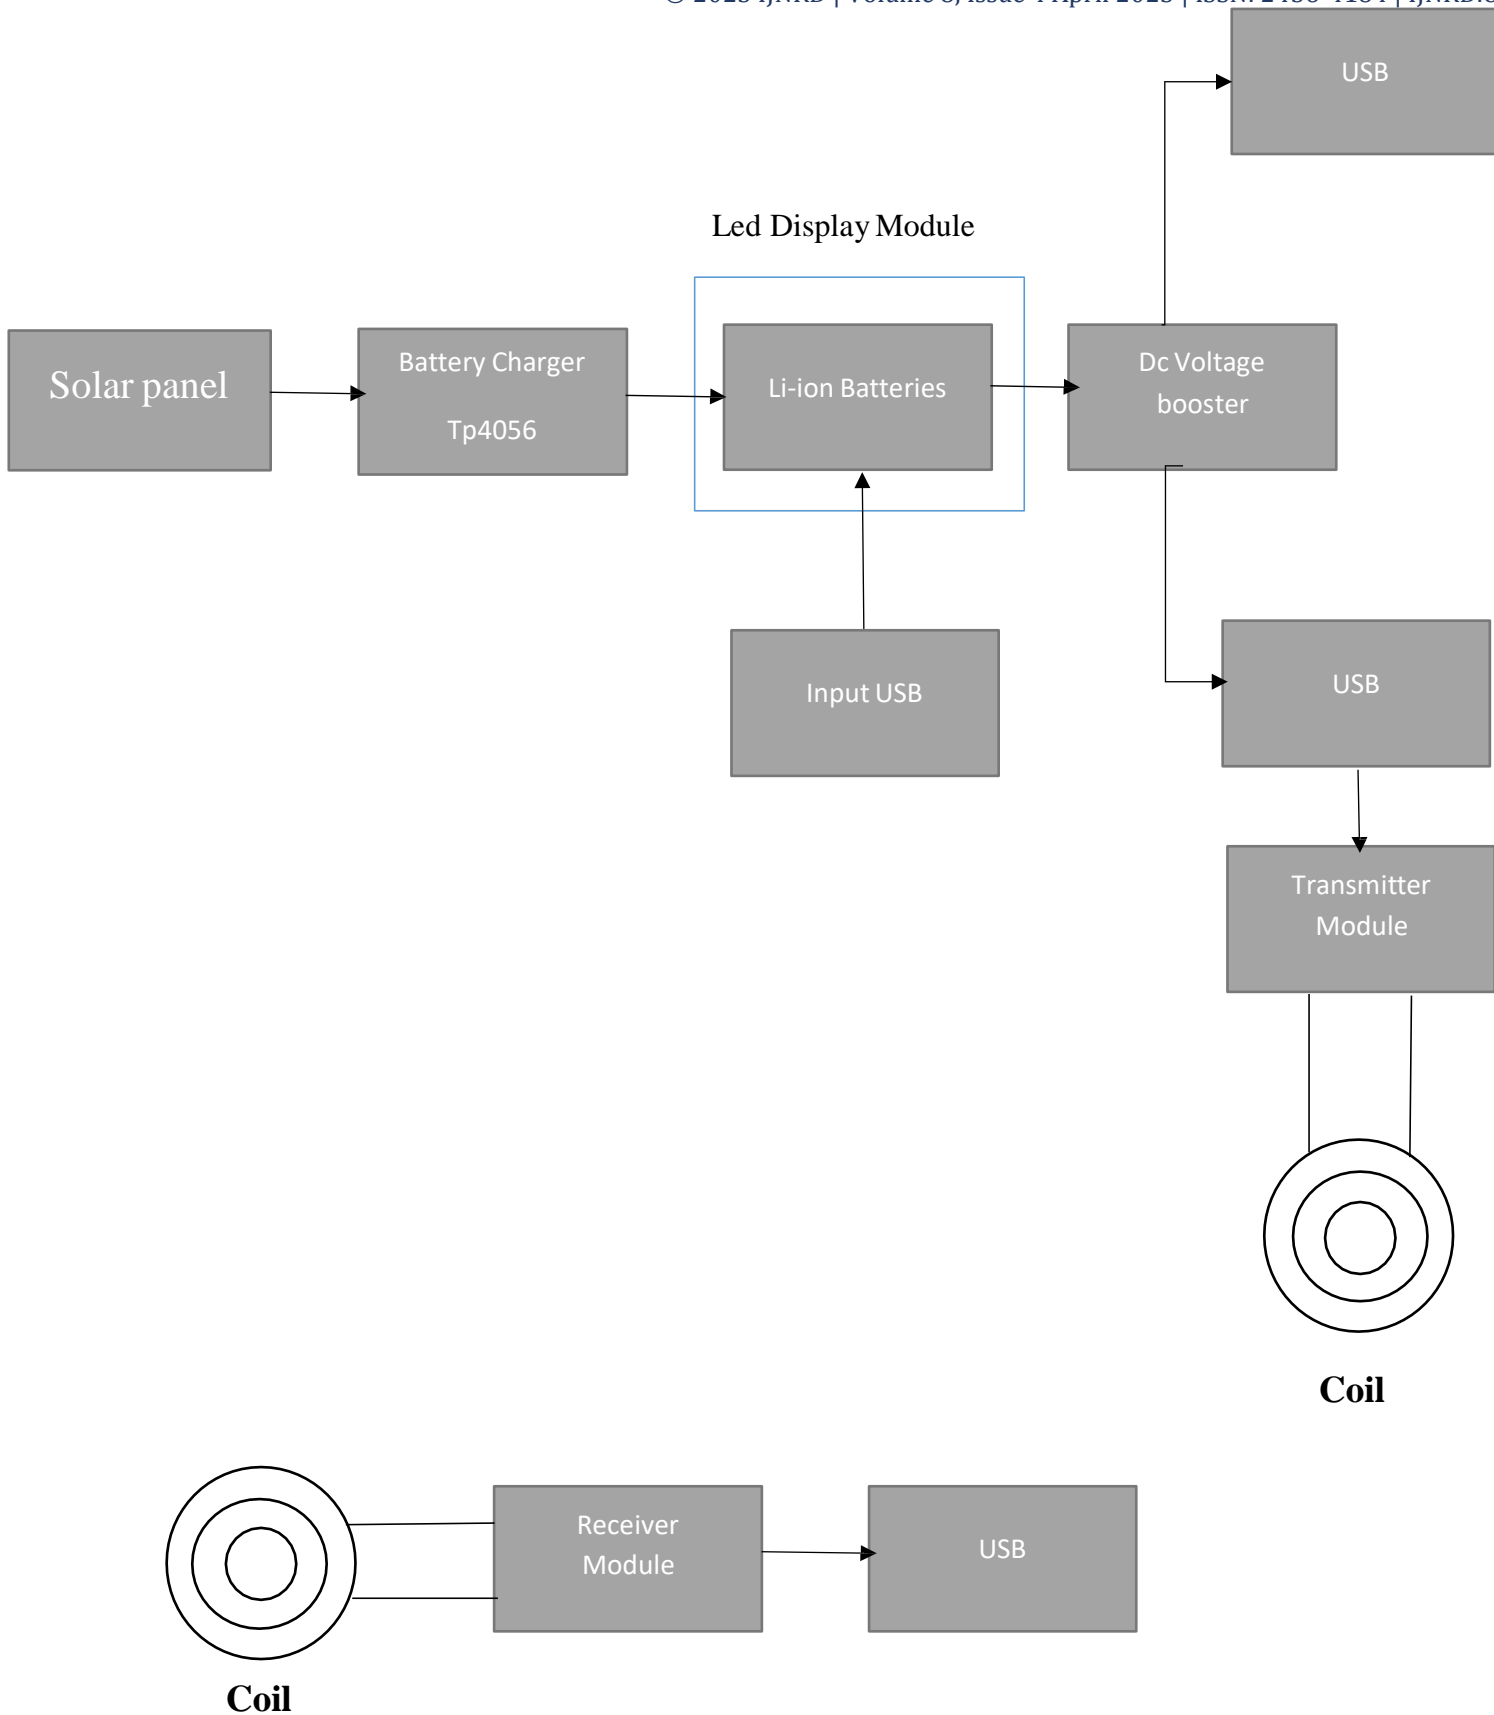 USB
Led Display Module
Solar panel
Battery Charger
Tp4056
Li-ion Batteries
Dc Voltage
booster
Input USB
USB
Transmitter
Module
Coil
Receiver
Module
USB
Coil